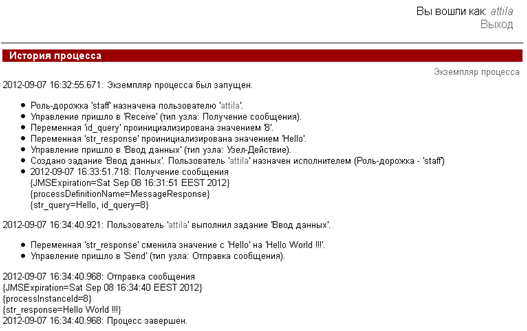 Вы вошли как: attila
Выход
История процесса
Экземпляр процесса
2012-09-07 16:32:55.671: Экземпляр процесса был запущен.
Роль-дорожка 'staff' назначена пользователю 'attila'.
Управление пришло в 'Receive' (тип узла: Получение сообщения).
Переменная 'id_query' проинициализирована значением '8'.
Переменная 'str_response' проинициализирована значением 'Hello'.
Управление пришло в 'Ввод данных' (тип узла: Узел-Действие).
Создано задание 'Ввод данных'. Пользователь 'attila' назначен исполнителем (Роль-дорожка - 'staff')
2012-09-07 16:33:51.718: Получение сообщения
{JMSExpiration=Sat Sep 08 16:31:51 EEST 2012}
{processDefinitionName=MessageResponse}
{str_query=Hello, id_query=8}
2012-09-07 16:34:40.921: Пользователь 'attila' выполнил задание 'Ввод данных'.
Переменная 'str_response' сменила значение с 'Hello' на 'Hello World !!!'.
Управление пришло в 'Send' (тип узла: Отправка сообщения).
2012-09-07 16:34:40.968: Отправка сообщения
{JMSExpiration=Sat Sep 08 16:34:40 EEST 2012}
{processInstanceId=8}
{str_response=Hello World !!!}
2012-09-07 16:34:40.968: Процесс завершен.